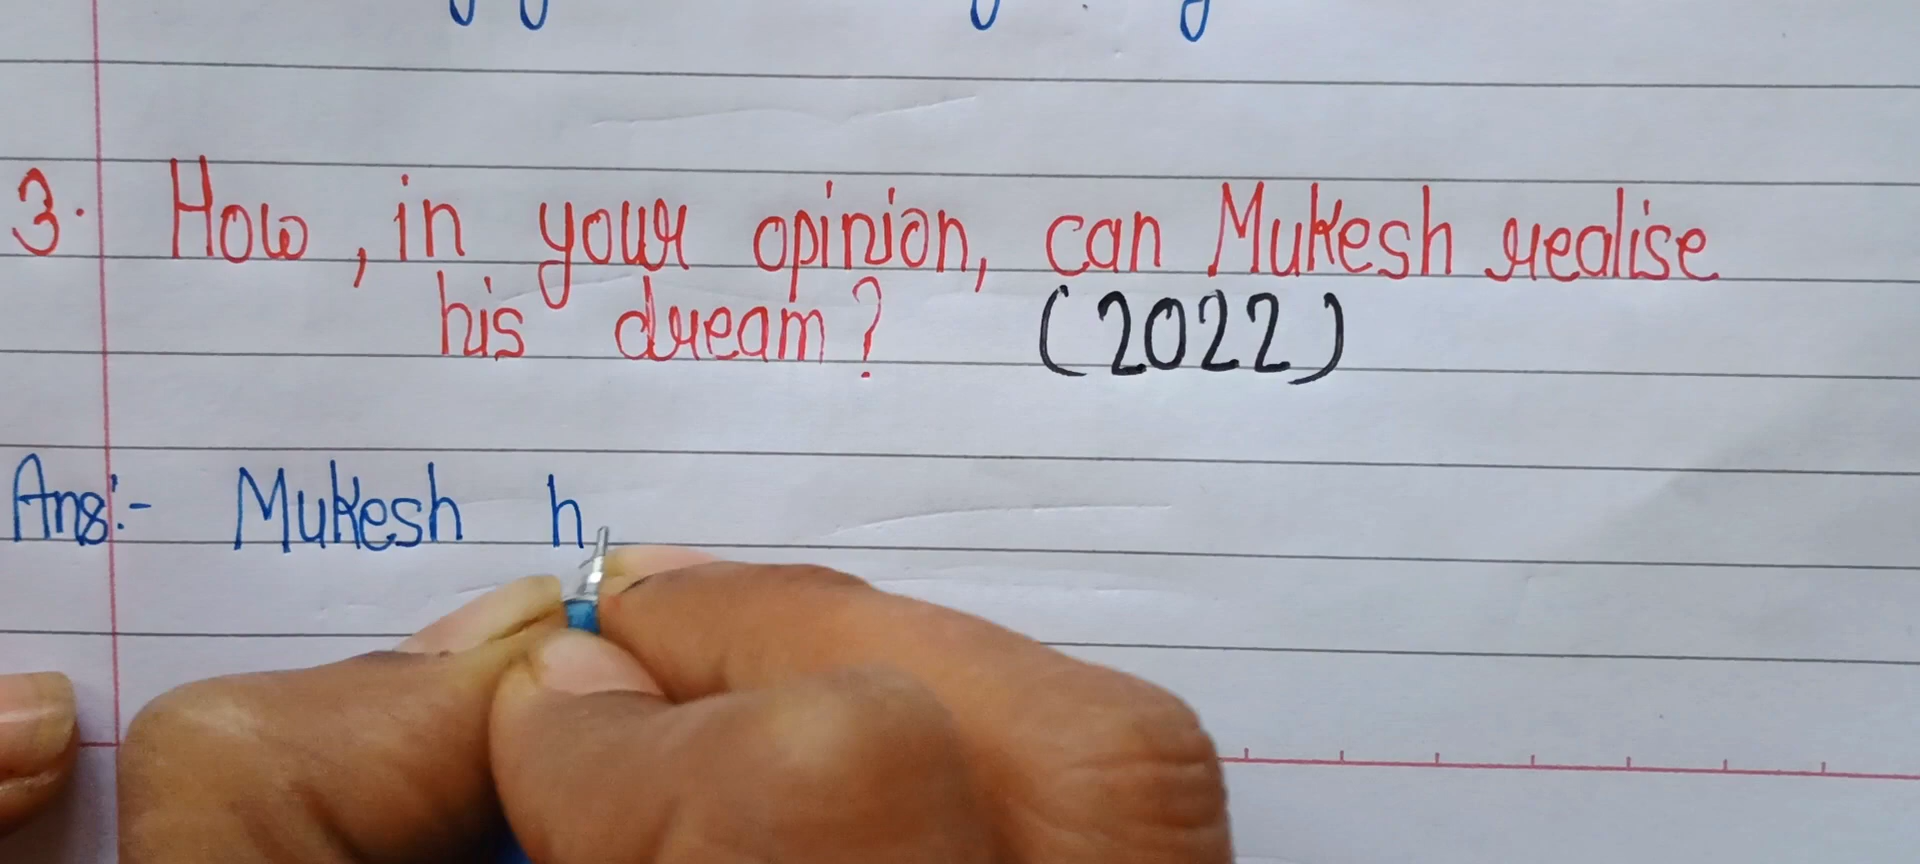 3. How, in your opinion, can Mukesh realise
his dream? (2022)
Ans:- Mukesh h